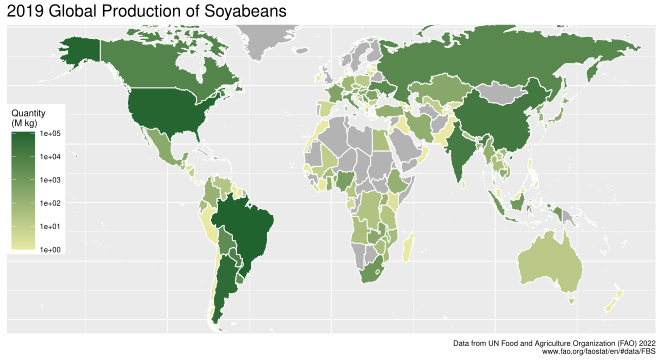 2019 Global Production of Soyabeans
Quantity
(M kg)
1e+05
1e+04
1e+03
1e+02
1e+01
1e+00
Data from UN Food and Agriculture Organization (FAO) 2022
www.fao.org/faostat/en/#data/FBS